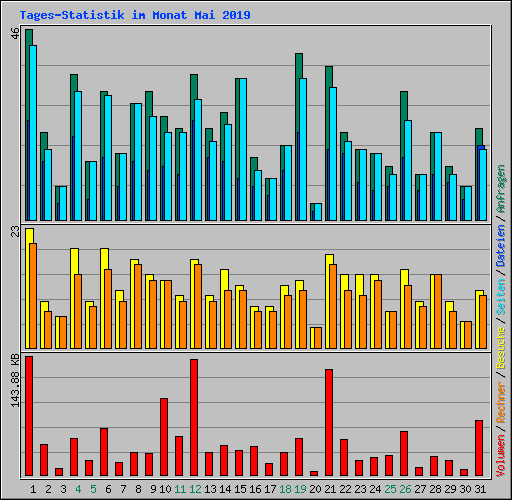 Tages-Statistik im Monat Mai 2019
46
23
143.88 KB
Volumen / Rechner / Besuche / Seiten / Dateien / Anfragen
1 2 3 4 5 6 7 8 9 10 11 12 13 14 15 16 17 18 19 20 21 22 23 24 25 26 27 28 29 30 31